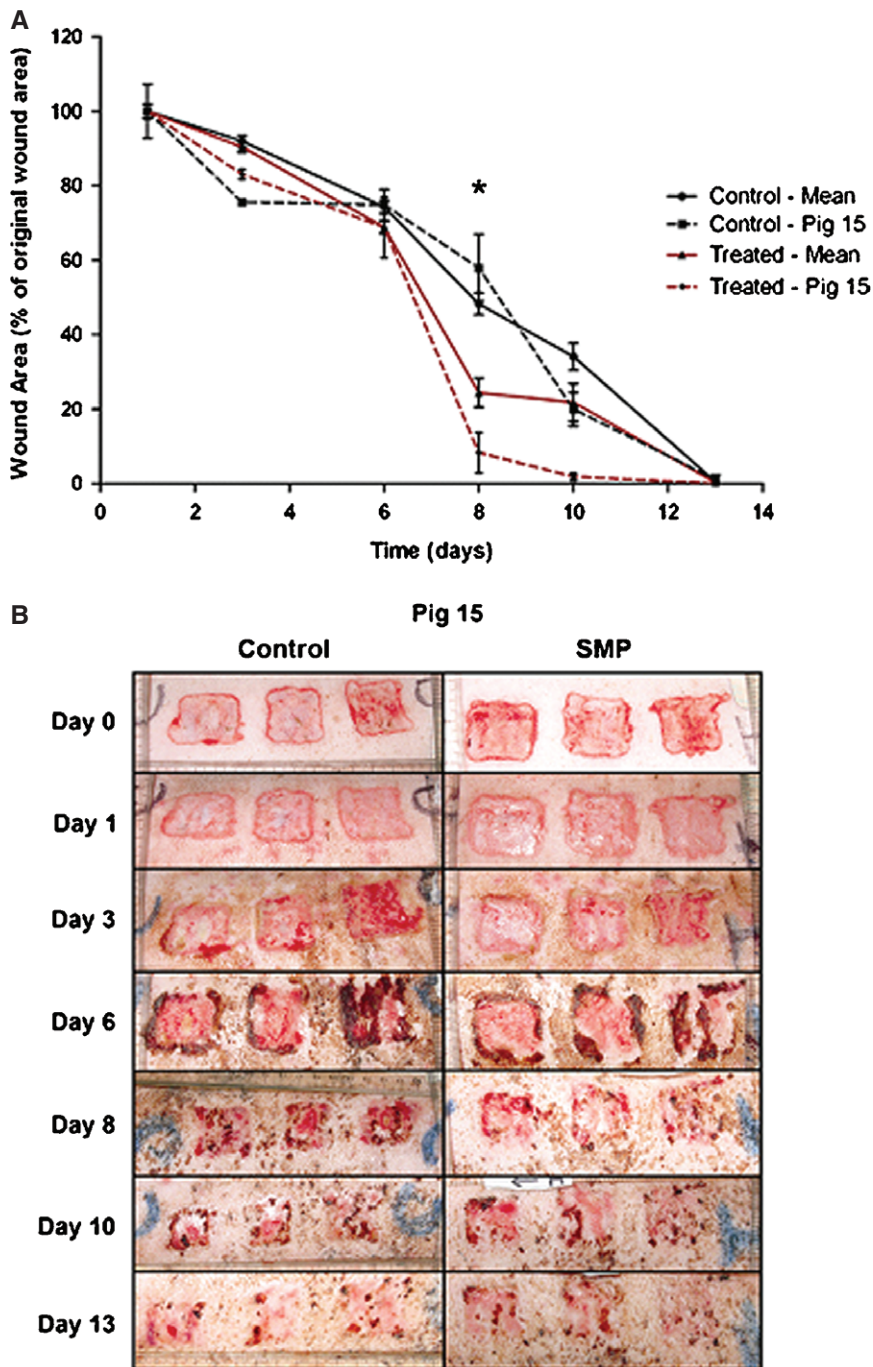 A
Wound Area (% of original wound area)
120
100
80
60
40
20
0
*
0 2 4 6 8 10 12 14
Time (days)
Control - Mean
Control - Pig 15
Treated - Mean
Treated - Pig 15
B
Pig 15
Control SMP
Day 0
Day 1
Day 3
Day 6
Day 8
Day 10
Day 13